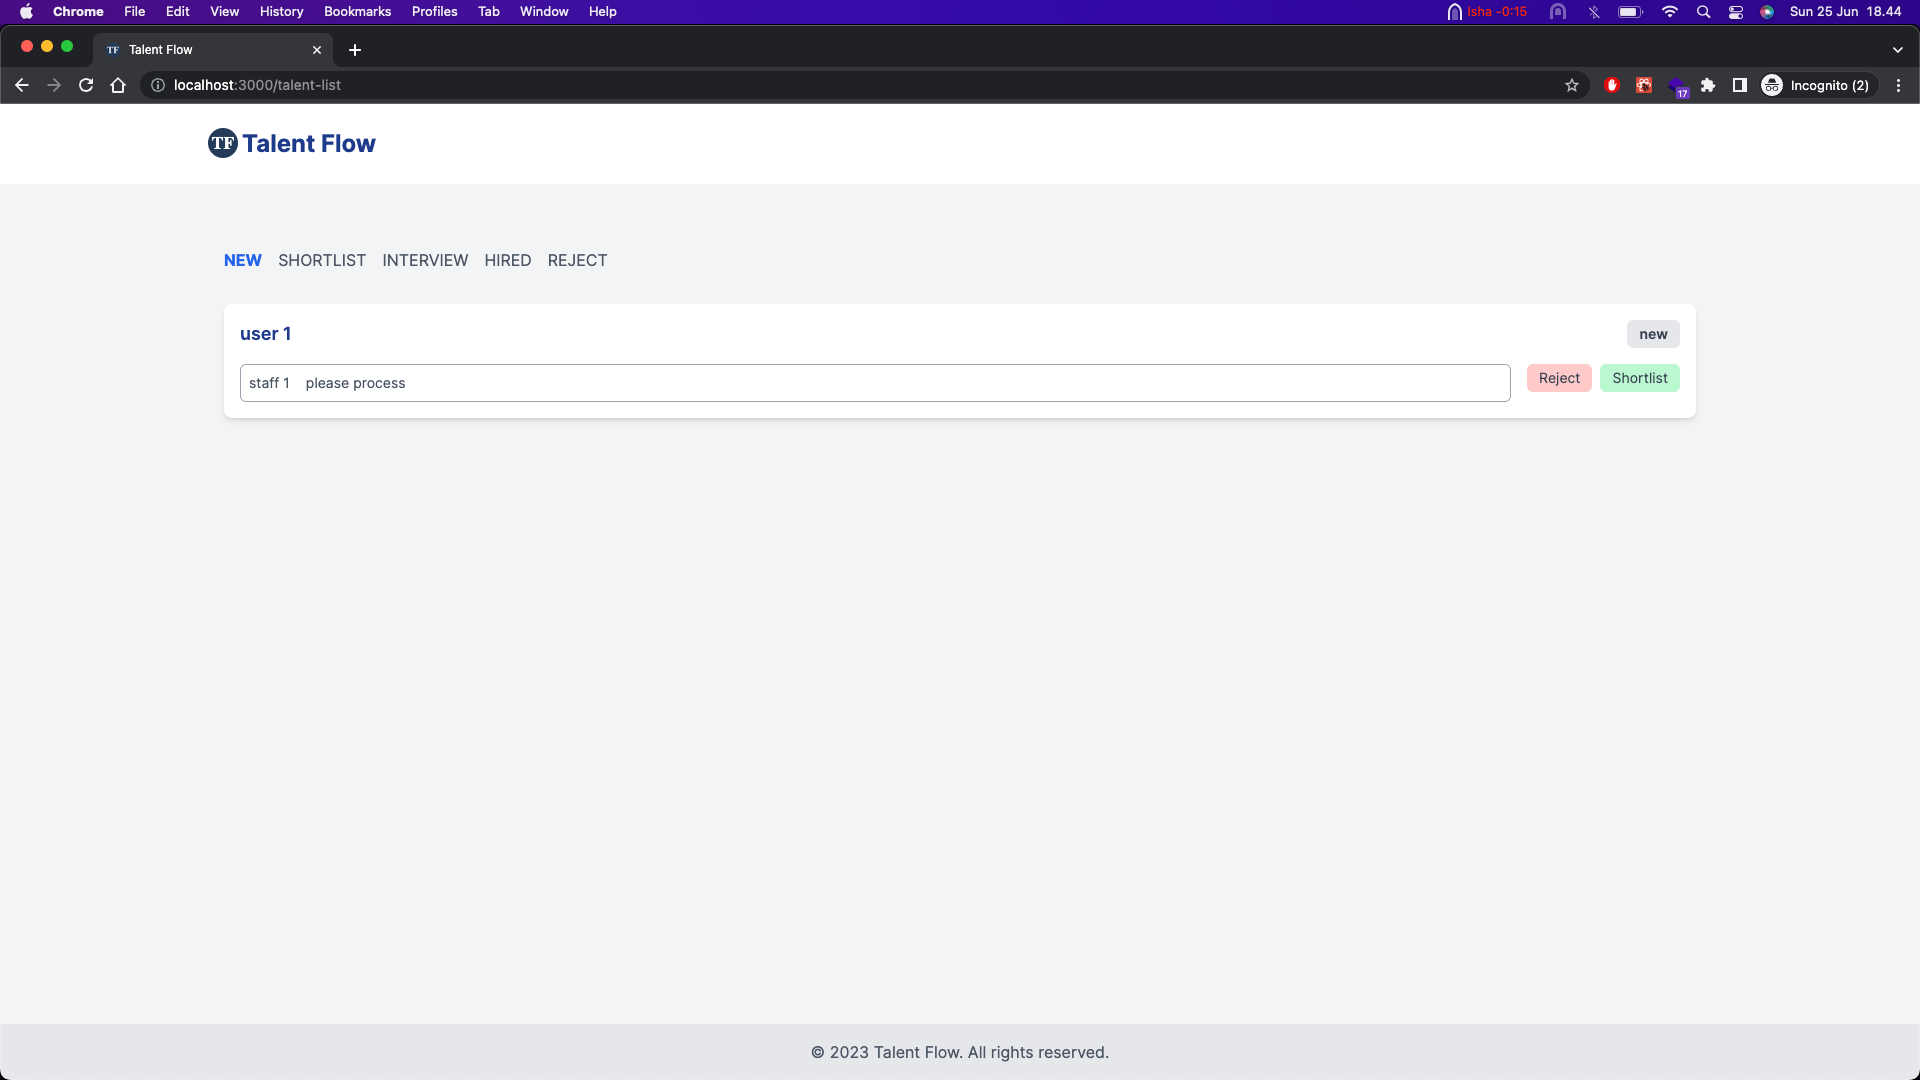 Chrome File Edit View History Bookmarks Profiles Tab Window Help Isha -0:15 Sun 25 Jun 18.44
TF Talent Flow
localhost:3000/talent-list 17 Incognito (2)
TF Talent Flow
NEW SHORTLIST INTERVIEW HIRED REJECT
user 1 new
staff 1 please process Reject Shortlist
© 2023 Talent Flow. All rights reserved.